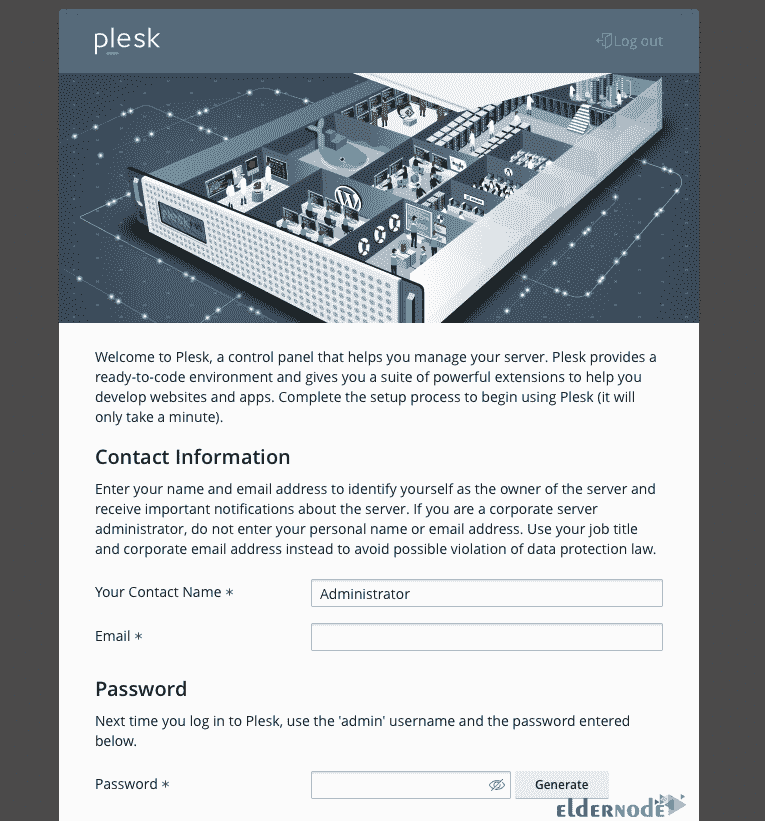 plesk
Log out
plesk
Welcome to Plesk, a control panel that helps you manage your server. Plesk provides a
ready-to-code environment and gives you a suite of powerful extensions to help you
develop websites and apps. Complete the setup process to begin using Plesk (it will
only take a minute).
Contact Information
Enter your name and email address to identify yourself as the owner of the server and
receive important notifications about the server. If you are a corporate server
administrator, do not enter your personal name or email address. Use your job title
and corporate email address instead to avoid possible violation of data protection law.
Your Contact Name *
Administrator
Email *
Password
Next time you log in to Plesk, use the 'admin' username and the password entered
below.
Password *
Generate
ELDERNODE